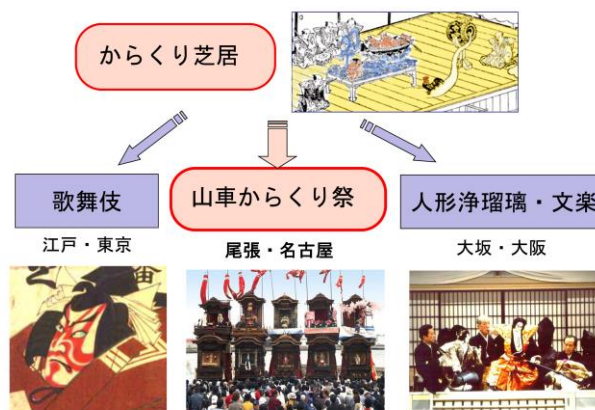 からくり芝居
歌舞伎
山車からくり祭
人形浄瑠璃・文楽
江戸・東京
尾張・名古屋
大坂・大阪